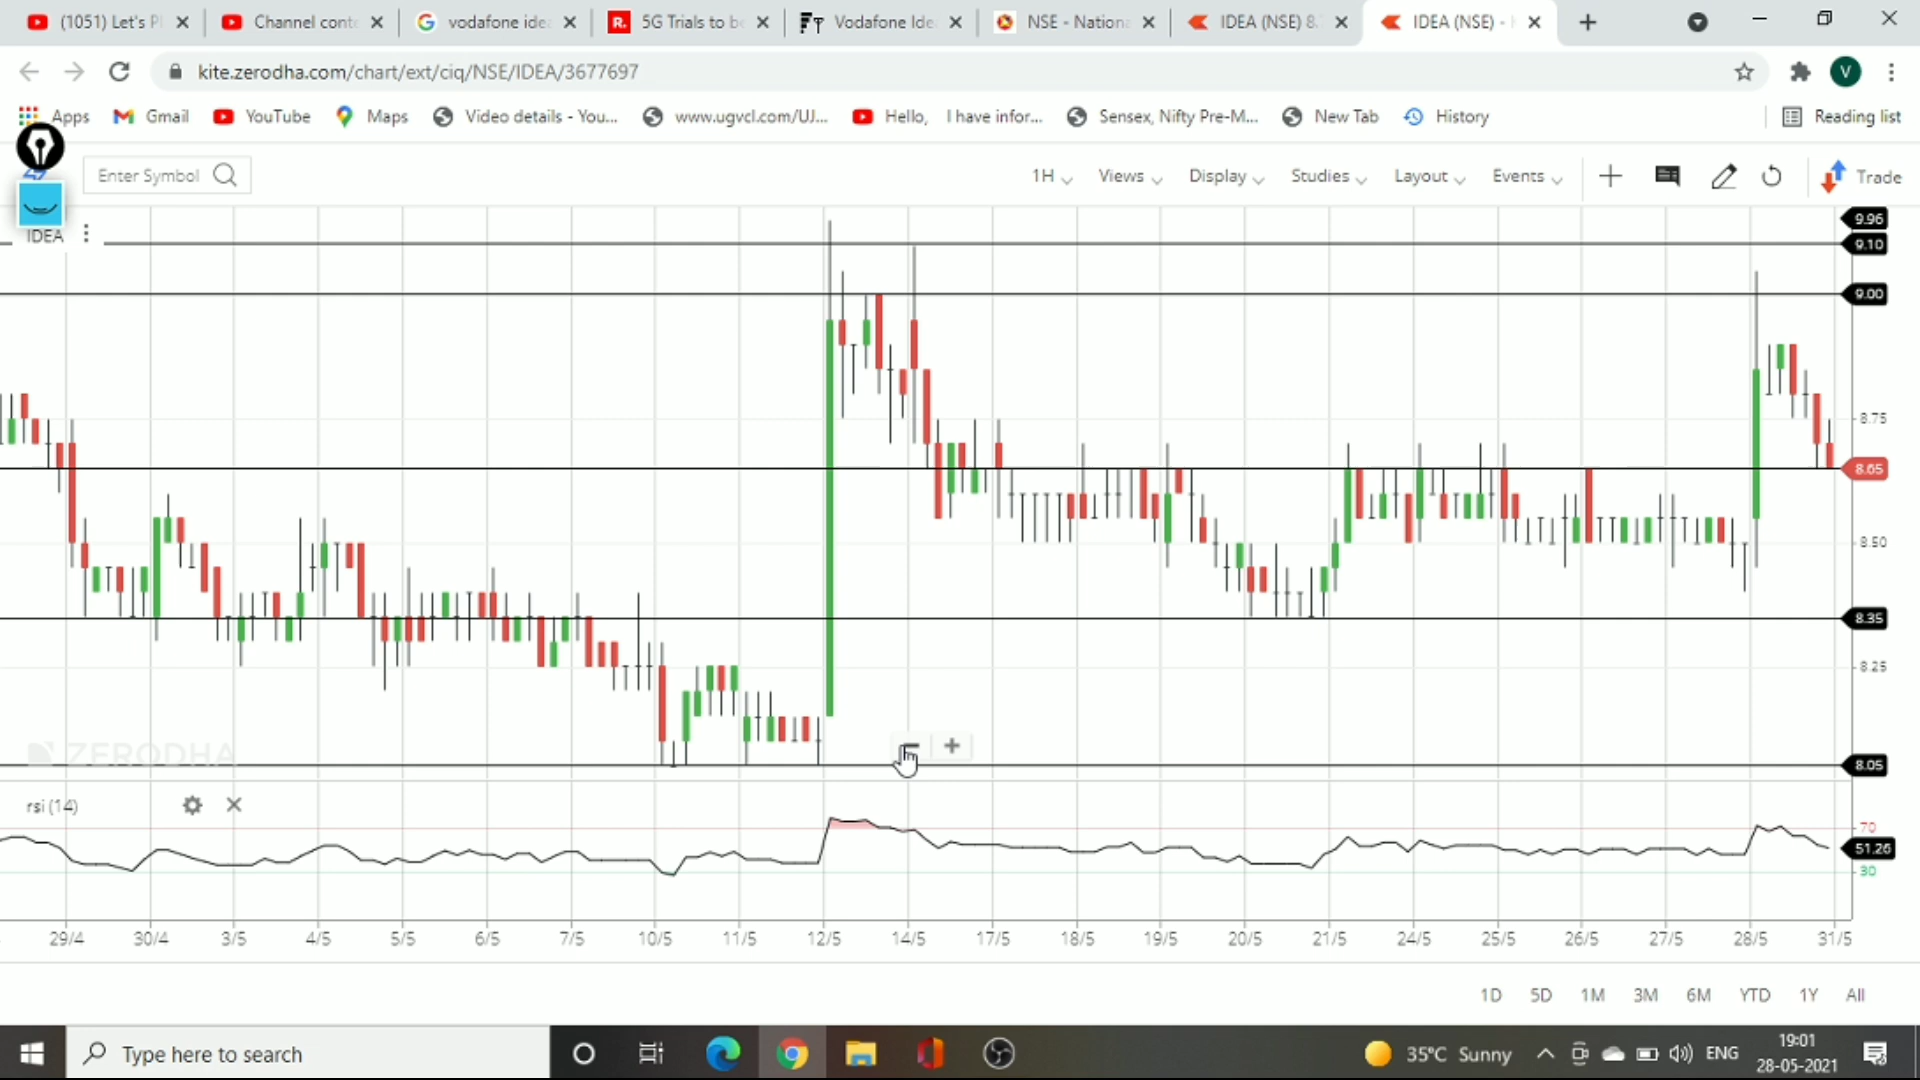 (1051) Let's Pl
Channel conte
vodafone idea
5G Trials to be
Vodafone Ide
NSE - Nationa
IDEA (NSE) 8.
IDEA (NSE) -
kite.zerodha.com/chart/ext/ciq/NSE/IDEA/3677697
V
Apps
Gmail
YouTube
Maps
Video details - You...
www.ugvcl.com/UJ...
Hello, I have infor...
Sensex, Nifty Pre-M...
New Tab
History
Reading list
Enter Symbol
1H
Views
Display
Studies
Layout
Events
Trade
IDEA
9.96
9.10
9.00
8.75
8.65
8.50
8.35
8.25
8.05
ZERODHA
rsi (14)
70
51.26
30
29/4 30/4 3/5 4/5 5/5 6/5 7/5 10/5 11/5 12/5 14/5 17/5 18/5 19/5 20/5 21/5 24/5 25/5 26/5 27/5 28/5 31/5
1D 5D 1M 3M 6M YTD 1Y All
Type here to search
35°C Sunny
ENG
19:01
28-05-2021